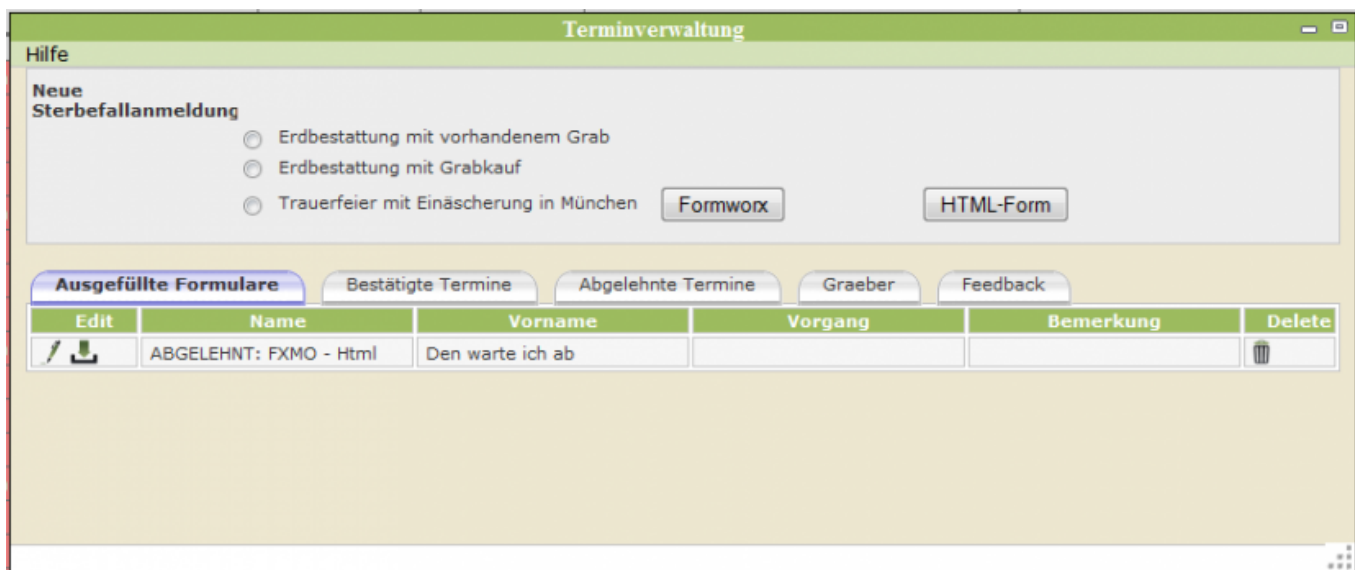 Terminverwaltung
Hilfe
Neue
Sterbefallanmeldung
Erdbestattung mit vorhandenem Grab
Erdbestattung mit Grabkauf
Trauerfeier mit Einäscherung in München Formworx HTML-Form
Ausgefüllte Formulare Bestätigte Termine Abgelehnte Termine Graeber Feedback
Edit Name Vorname Vorgang Bemerkung Delete
ABGELEHNT: FXMO - Html Den warte ich ab